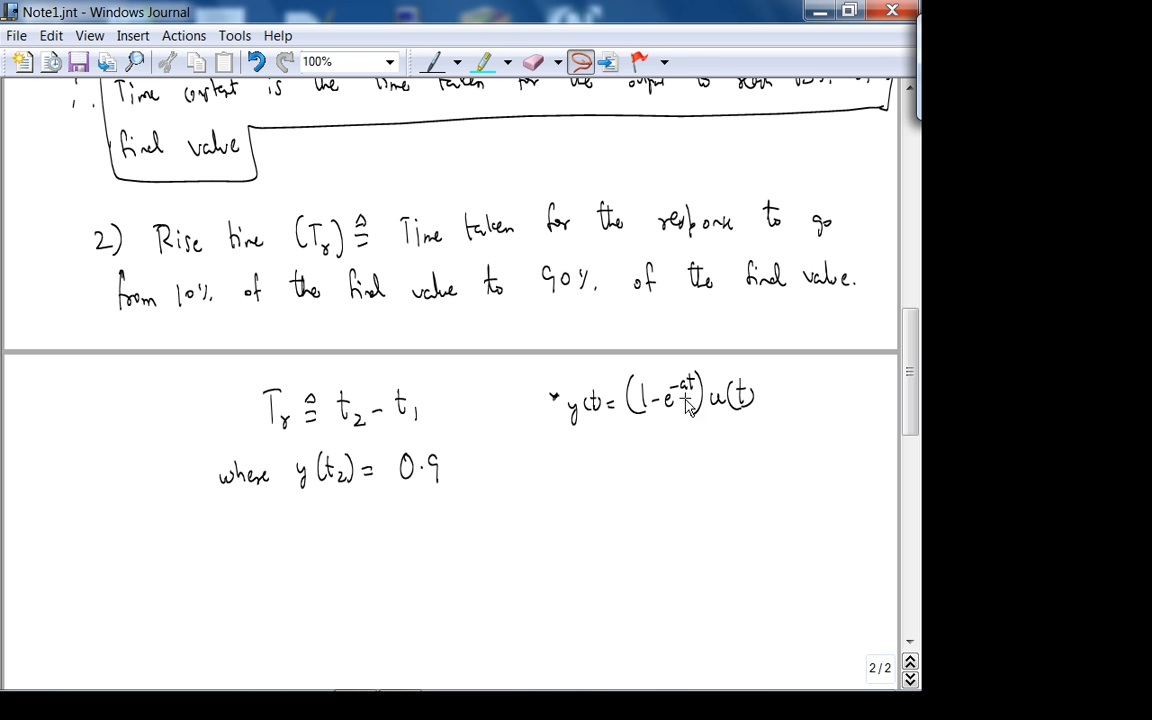 Note1.jnt - Windows Journal
File Edit View Insert Actions Tools Help
100%
Time constant is the time taken for the output to reach
final value
2) Rise time (Tr) ≜ Time taken for the response to go
from 10% of the final value to 90% of the final value.
Tr ≜ t2 - t1
* y(t) = (1-e^-at) u(t)
where y(t2) = 0.9
2/2